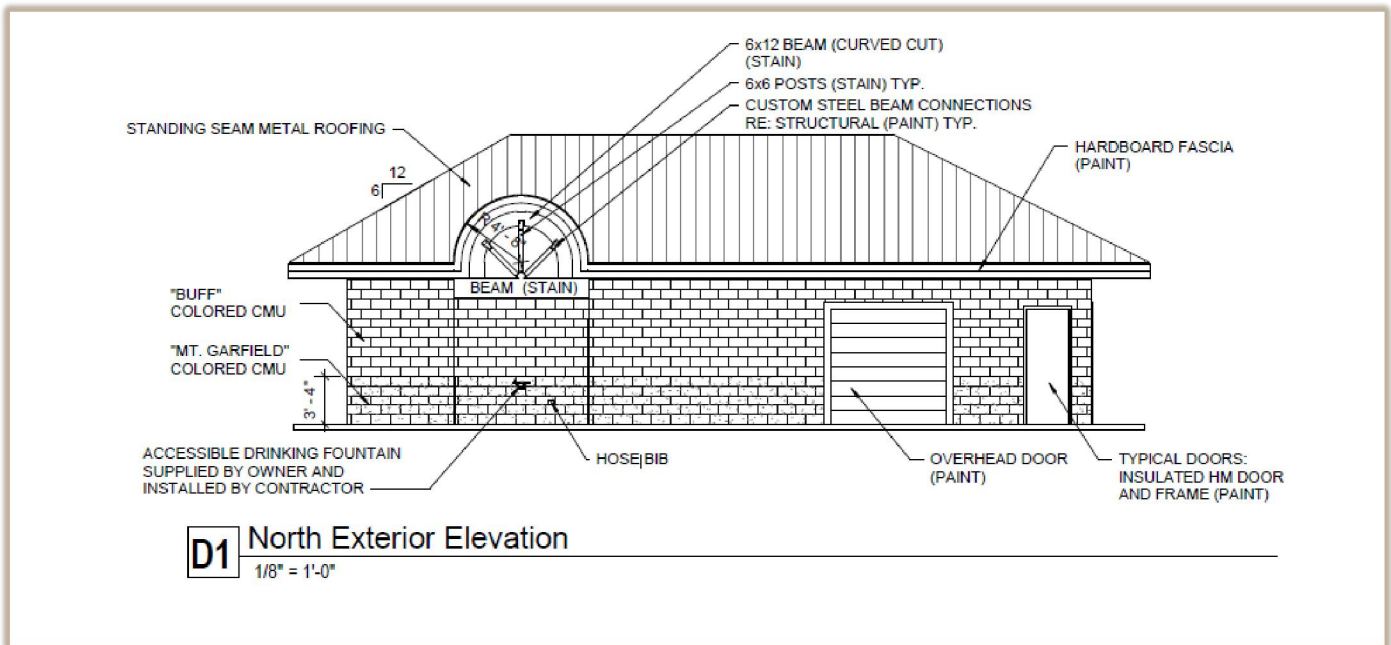 6x12 BEAM (CURVED CUT)
(STAIN)
6x6 POSTS (STAIN) TYP.
CUSTOM STEEL BEAM CONNECTIONS
RE: STRUCTURAL (PAINT) TYP.
STANDING SEAM METAL ROOFING
HARDBOARD FASCIA
(PAINT)
12
6
R 4' - 8"
BEAM (STAIN)
"BUFF"
COLORED CMU
"MT. GARFIELD"
COLORED CMU
3' - 4"
ACCESSIBLE DRINKING FOUNTAIN
SUPPLIED BY OWNER AND
INSTALLED BY CONTRACTOR
HOSE BIB
OVERHEAD DOOR
(PAINT)
TYPICAL DOORS:
INSULATED HM DOOR
AND FRAME (PAINT)
D1 North Exterior Elevation
1/8" = 1'-0"